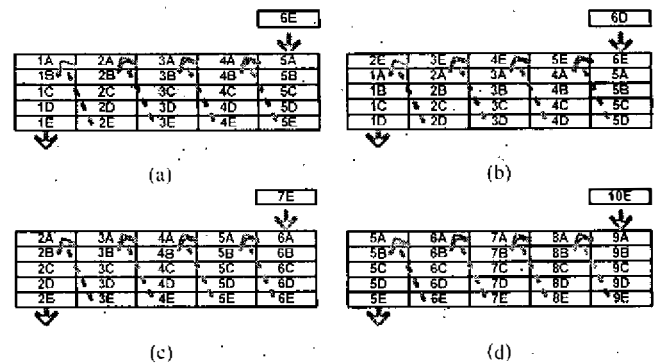 6E
1A 2A 3A 4A 5A
1B 2B 3B 4B 5B
1C 2C 3C 4C 5C
1D 2D 3D 4D 5D
1E 2E 3E 4E 5E
(a)
6D
2E 3E 4E 5E 6E
1A 2A 3A 4A 5A
1B 2B 3B 4B 5B
1C 2C 3C 4C 5C
1D 2D 3D 4D 5D
(b)
7E
2A 3A 4A 5A 6A
2B 3B 4B 5B 6B
2C 3C 4C 5C 6C
2D 3D 4D 5D 6D
2E 3E 4E 5E 6E
(c)
10E
5A 6A 7A 8A 9A
5B 6B 7B 8B 9B
5C 6C 7C 8C 9C
5D 6D 7D 8D 9D
5E 6E 7E 8E 9E
(d)